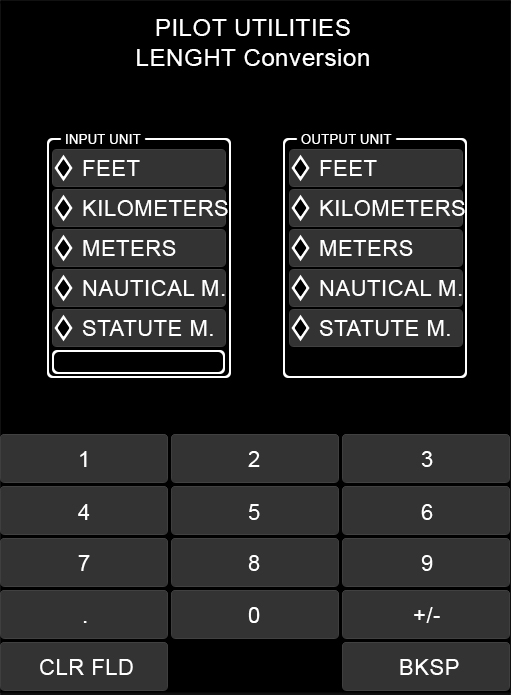 PILOT UTILITIES
LENGHT Conversion
INPUT UNIT
FEET
KILOMETERS
METERS
NAUTICAL M.
STATUTE M.
OUTPUT UNIT
FEET
KILOMETERS
METERS
NAUTICAL M.
STATUTE M.
1 2 3
4 5 6
7 8 9
. 0 +/-
CLR FLD BKSP